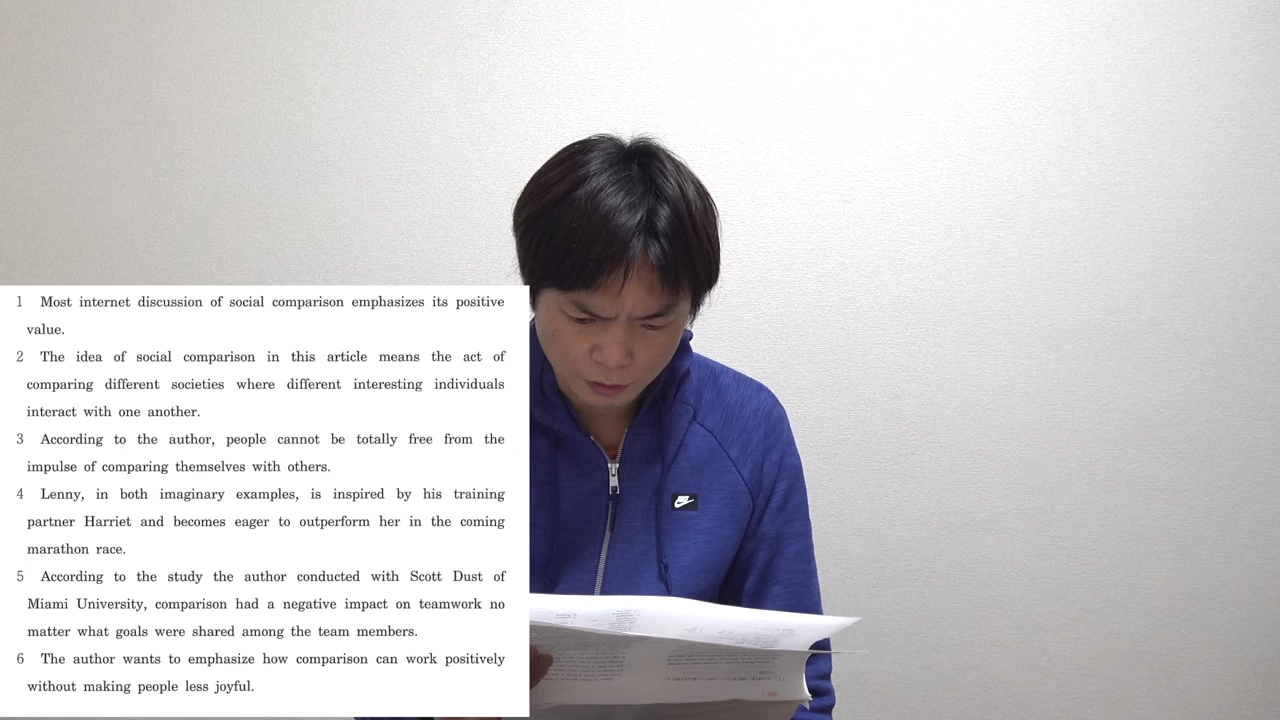 1 Most internet discussion of social comparison emphasizes its positive
value.
2 The idea of social comparison in this article means the act of
comparing different societies where different interesting individuals
interact with one another.
3 According to the author, people cannot be totally free from the
impulse of comparing themselves with others.
4 Lenny, in both imaginary examples, is inspired by his training
partner Harriet and becomes eager to outperform her in the coming
marathon race.
5 According to the study the author conducted with Scott Dust of
Miami University, comparison had a negative impact on teamwork no
matter what goals were shared among the team members.
6 The author wants to emphasize how comparison can work positively
without making people less joyful.